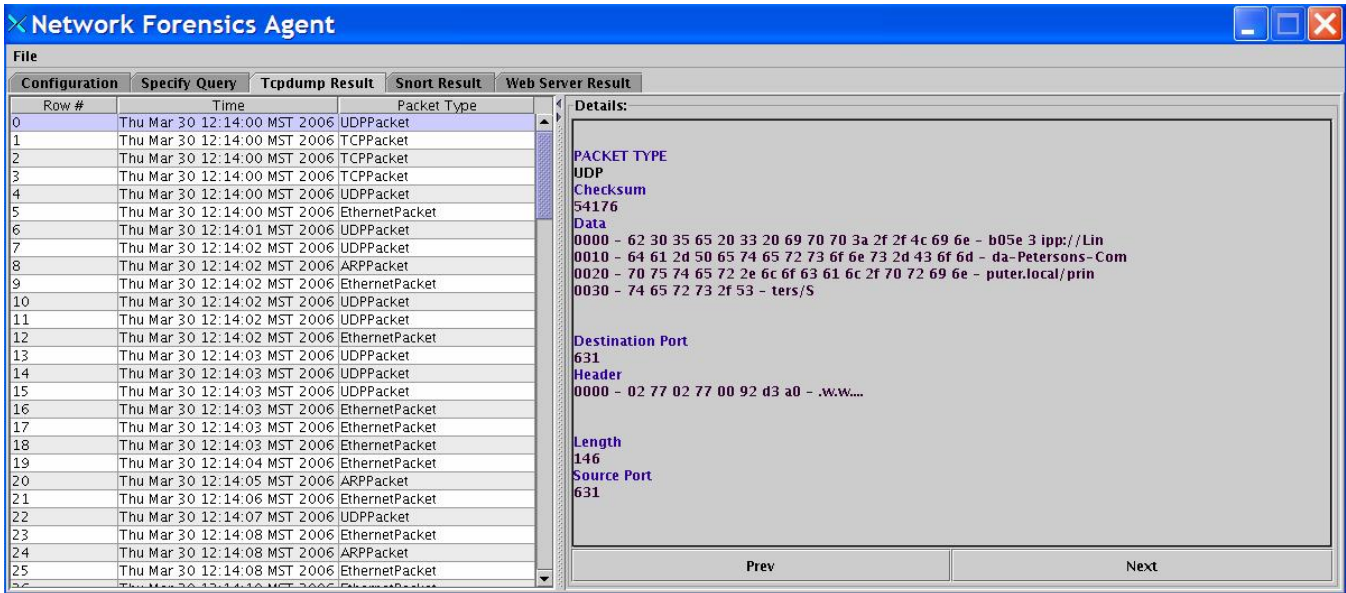 Network Forensics Agent
File
Configuration Specify Query Tcpdump Result Snort Result Web Server Result
Row # Time Packet Type
0 Thu Mar 30 12:14:00 MST 2006 UDPPacket
1 Thu Mar 30 12:14:00 MST 2006 TCPPacket
2 Thu Mar 30 12:14:00 MST 2006 TCPPacket
3 Thu Mar 30 12:14:00 MST 2006 TCPPacket
4 Thu Mar 30 12:14:00 MST 2006 UDPPacket
5 Thu Mar 30 12:14:00 MST 2006 EthernetPacket
6 Thu Mar 30 12:14:01 MST 2006 UDPPacket
7 Thu Mar 30 12:14:02 MST 2006 UDPPacket
8 Thu Mar 30 12:14:02 MST 2006 ARPPacket
9 Thu Mar 30 12:14:02 MST 2006 EthernetPacket
10 Thu Mar 30 12:14:02 MST 2006 UDPPacket
11 Thu Mar 30 12:14:02 MST 2006 UDPPacket
12 Thu Mar 30 12:14:02 MST 2006 EthernetPacket
13 Thu Mar 30 12:14:03 MST 2006 UDPPacket
14 Thu Mar 30 12:14:03 MST 2006 UDPPacket
15 Thu Mar 30 12:14:03 MST 2006 UDPPacket
16 Thu Mar 30 12:14:03 MST 2006 EthernetPacket
17 Thu Mar 30 12:14:03 MST 2006 EthernetPacket
18 Thu Mar 30 12:14:03 MST 2006 EthernetPacket
19 Thu Mar 30 12:14:04 MST 2006 EthernetPacket
20 Thu Mar 30 12:14:05 MST 2006 ARPPacket
21 Thu Mar 30 12:14:06 MST 2006 EthernetPacket
22 Thu Mar 30 12:14:07 MST 2006 UDPPacket
23 Thu Mar 30 12:14:08 MST 2006 EthernetPacket
24 Thu Mar 30 12:14:08 MST 2006 ARPPacket
25 Thu Mar 30 12:14:08 MST 2006 EthernetPacket
Details:
PACKET TYPE
UDP
Checksum
54176
Data
0000 - 62 30 35 65 20 33 20 69 70 70 3a 2f 2f 4c 69 6e - b05e 3 ipp://Lin
0010 - 64 61 2d 50 65 74 65 72 73 6f 6e 73 2d 43 6f 6d - da-Petersons-Com
0020 - 70 75 74 65 72 2e 6c 6f 63 61 6c 2f 70 72 69 6e - puter.local/prin
0030 - 74 65 72 73 2f 53 - ters/S
Destination Port
631
Header
0000 - 02 77 02 77 00 92 d3 a0 - .w.w....
Length
146
Source Port
631
Prev Next